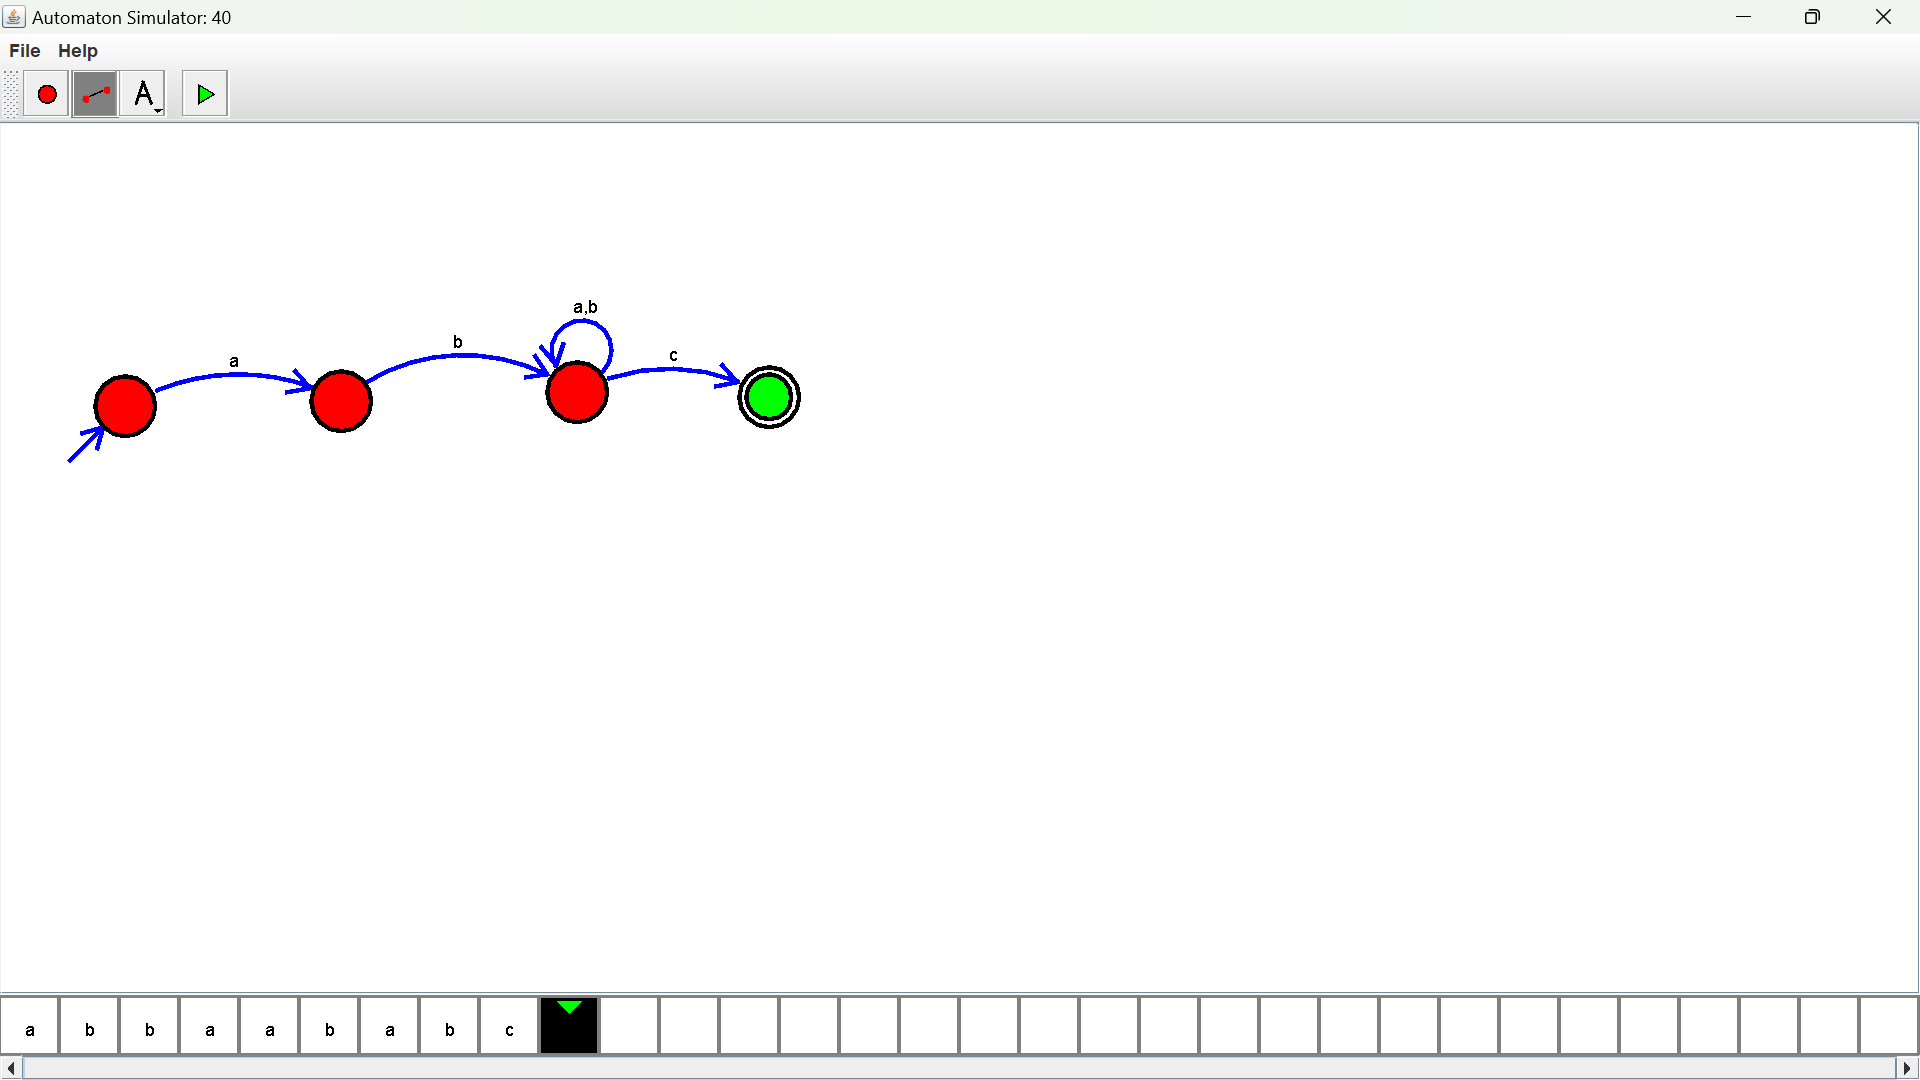 Automaton Simulator: 40
File Help
A
a,b
b
c
a
a b b a a b a b c